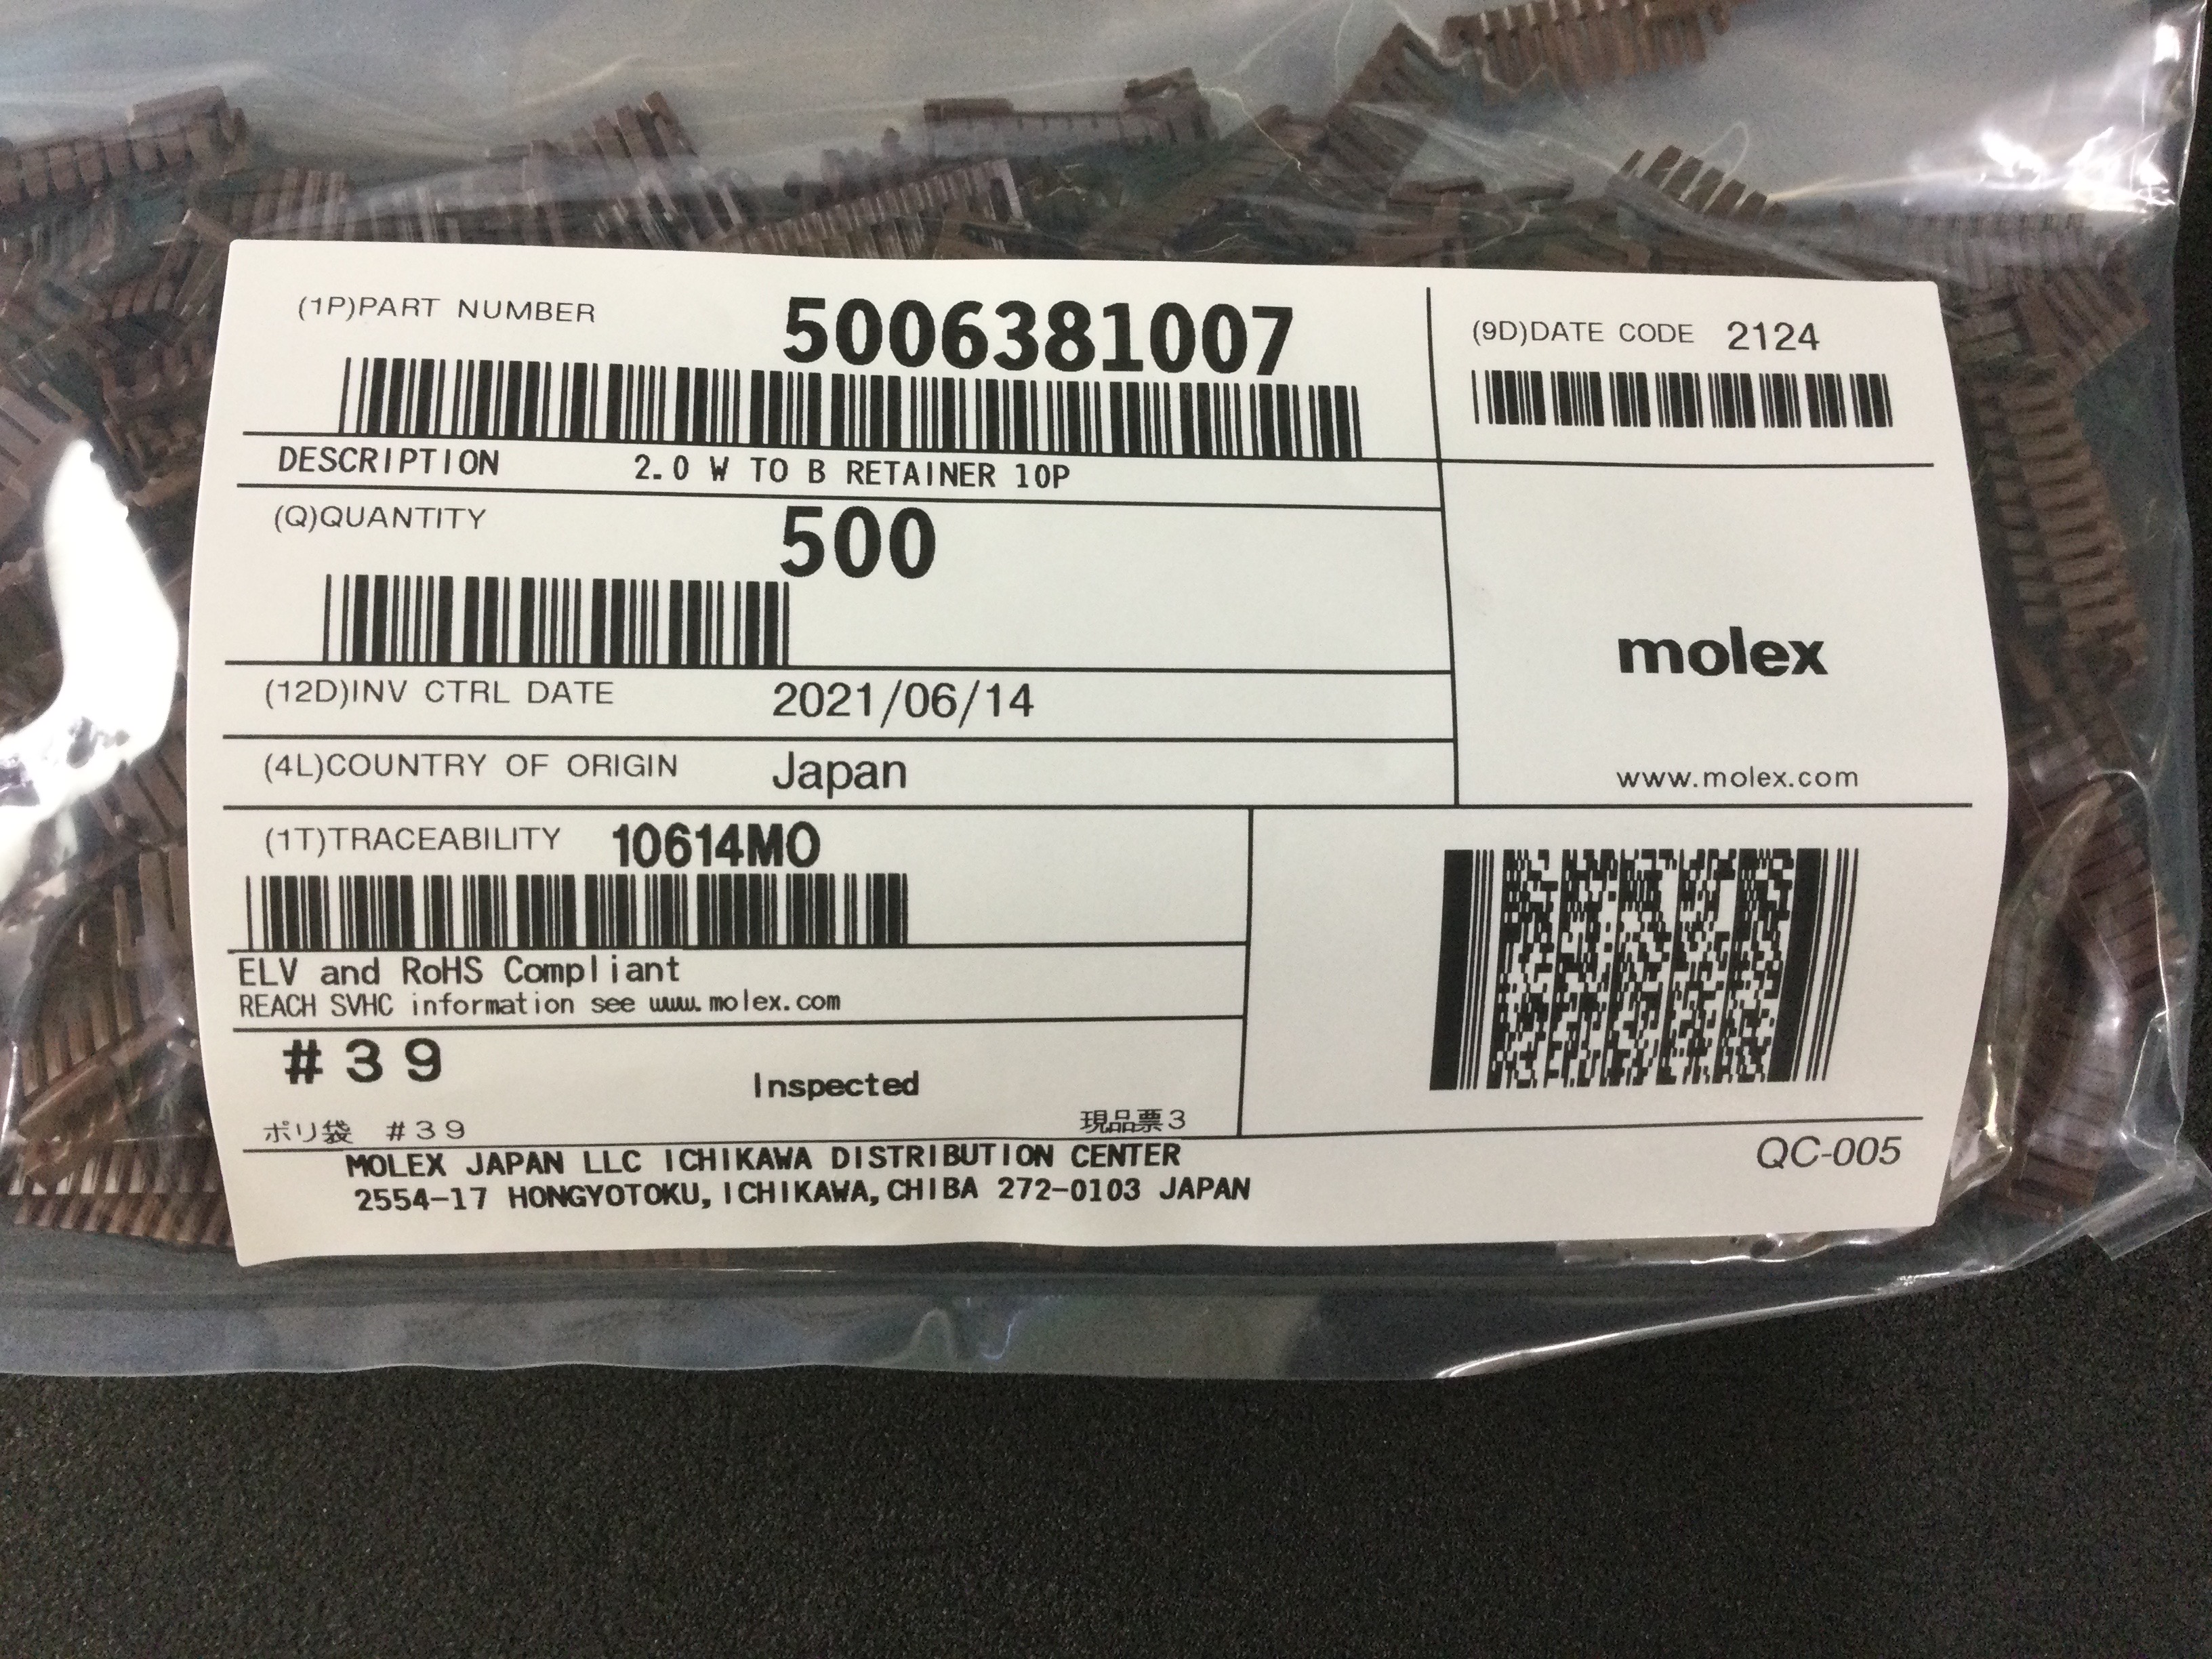 (1P)PART NUMBER 5006381007
(9D)DATE CODE 2124
DESCRIPTION 2.0 W TO B RETAINER 10P
(Q)QUANTITY 500
(12D)INV CTRL DATE 2021/06/14
molex
(4L)COUNTRY OF ORIGIN Japan
www.molex.com
(1T)TRACEABILITY 10614MO
ELV and RoHS Compliant
REACH SVHC information see www.molex.com
#39
Inspected
ポリ袋 #39 現品票3
MOLEX JAPAN LLC ICHIKAWA DISTRIBUTION CENTER
2554-17 HONGYOTOKU, ICHIKAWA, CHIBA 272-0103 JAPAN
QC-005